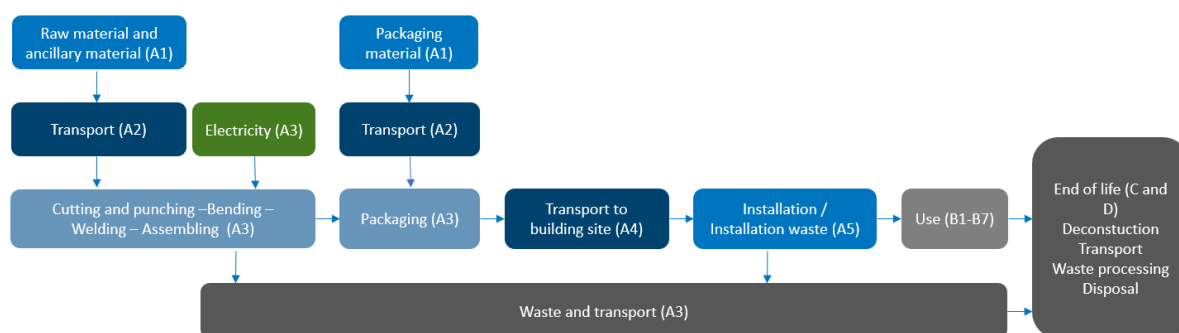 Raw material and
ancillary material (A1)
Packaging
material (A1)
Transport (A2)
Electricity (A3)
Transport (A2)
Cutting and punching –Bending –
Welding – Assembling  (A3)
Packaging (A3)
Transport to
building site (A4)
Installation /
Installation waste (A5)
Use (B1-B7)
End of life (C and
D)
Deconstuction
Transport
Waste processing
Disposal
Waste and transport (A3)